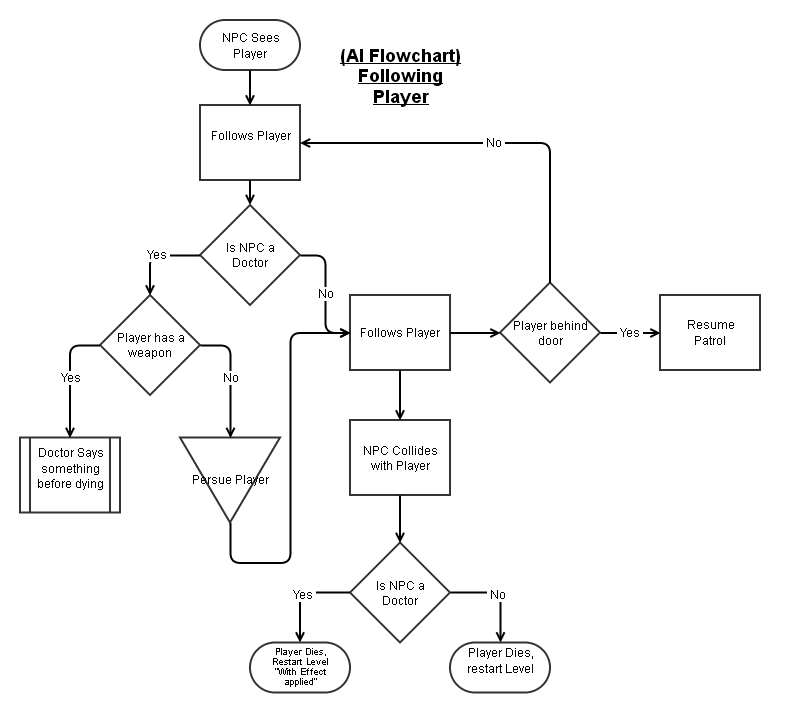 NPC Sees
Player
(AI Flowchart)
Following
Player
Follows Player
No
Is NPC a
Doctor
Yes
No
Player has a
weapon
Follows Player
Player behind
door
Yes
Resume
Patrol
Yes
No
Doctor Says
something
before dying
Persue Player
NPC Collides
with Player
Is NPC a
Doctor
Yes
No
Player Dies,
Restart Level
"With Effect
applied"
Player Dies,
restart Level